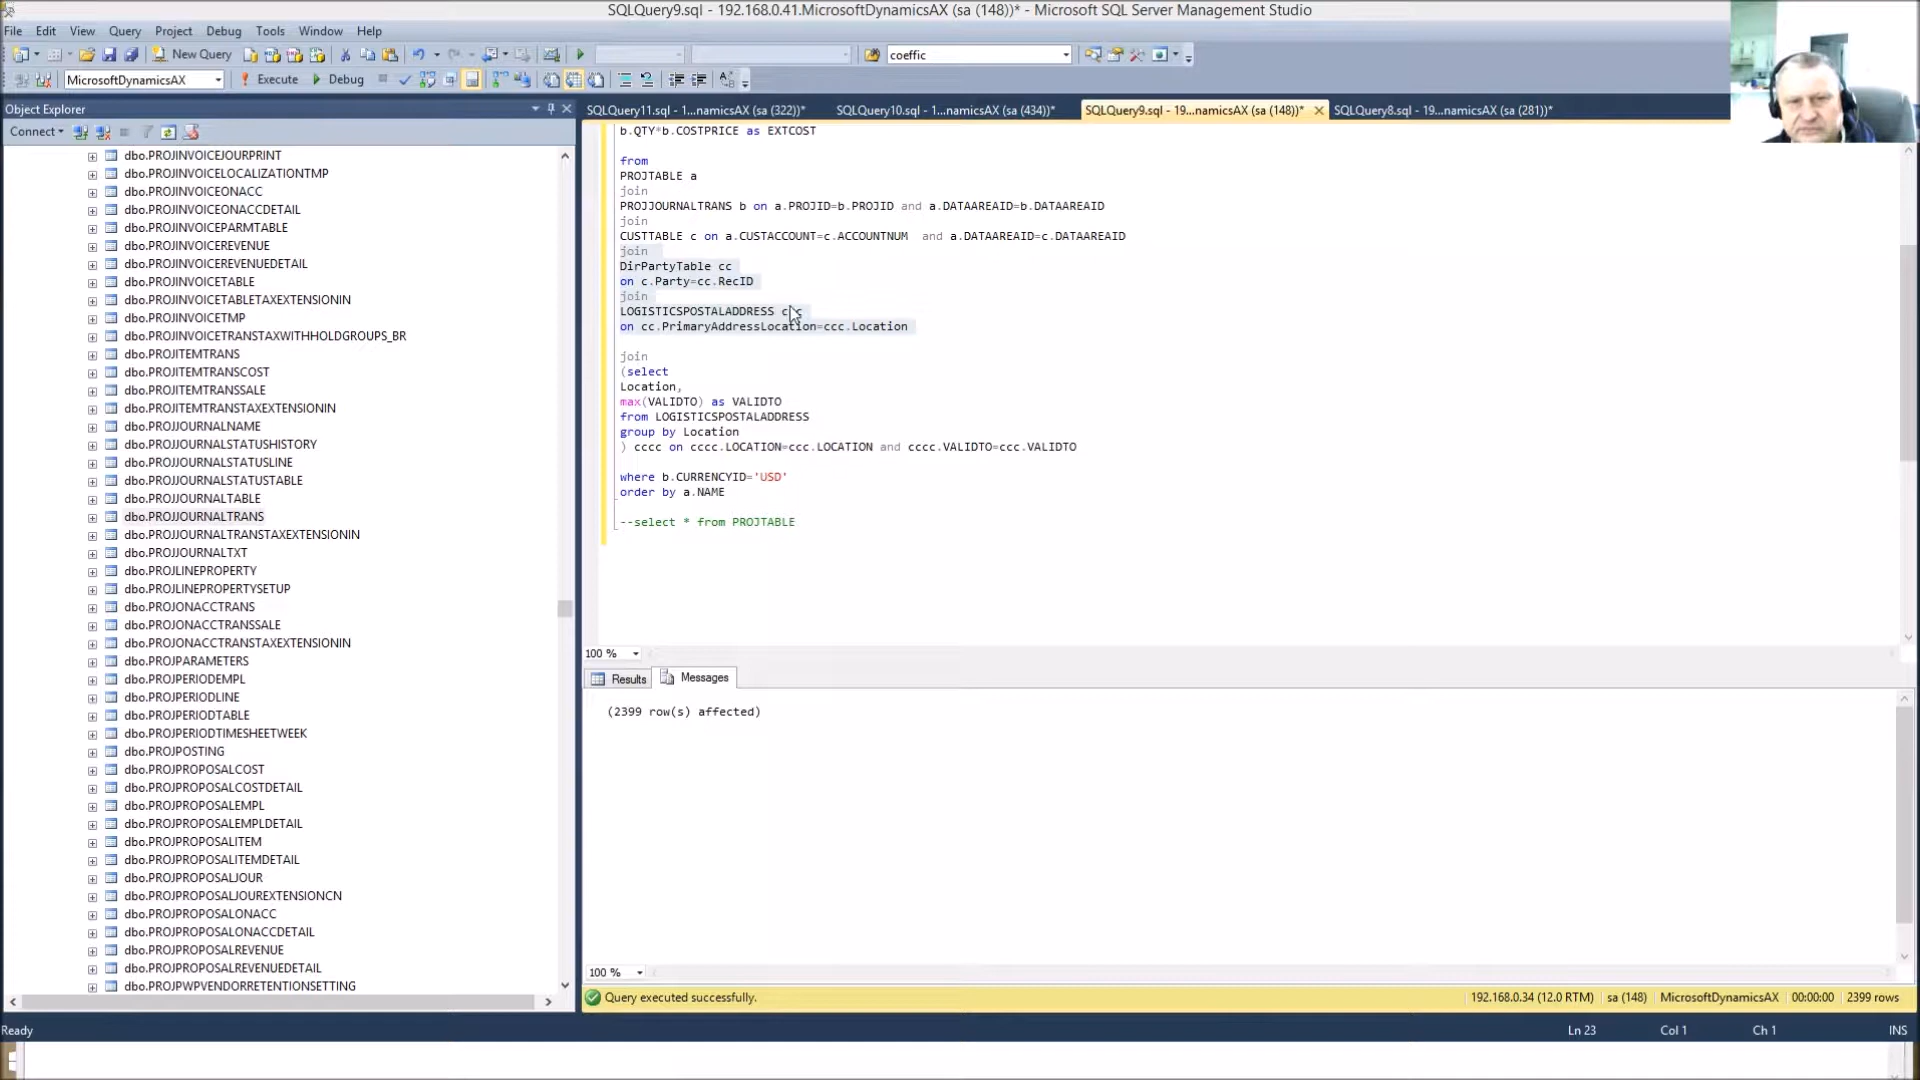 SQLQuery9.sql - 192.168.0.41.MicrosoftDynamicsAX (sa (148))* - Microsoft SQL Server Management Studio
File Edit View Query Project Debug Tools Window Help
New Query
coeffic
MicrosoftDynamicsAX
Execute
Debug
Object Explorer
Connect
dbo.PROJINVOICEJOURPRINT
dbo.PROJINVOICELOCALIZATIONTMP
dbo.PROJINVOICEONACC
dbo.PROJINVOICEONACCDETAIL
dbo.PROJINVOICEPARMTABLE
dbo.PROJINVOICEREVENUE
dbo.PROJINVOICEREVENUEDETAIL
dbo.PROJINVOICETABLE
dbo.PROJINVOICETABLETAXEXTENSIONIN
dbo.PROJINVOICETMP
dbo.PROJINVOICETRANSTAXWITHHOLDGROUPS_BR
dbo.PROJITEMTRANS
dbo.PROJITEMTRANSCOST
dbo.PROJITEMTRANSSALE
dbo.PROJITEMTRANSTAXEXTENSIONIN
dbo.PROJJOURNALNAME
dbo.PROJJOURNALSTATUSHISTORY
dbo.PROJJOURNALSTATUSLINE
dbo.PROJJOURNALSTATUSTABLE
dbo.PROJJOURNALTABLE
dbo.PROJJOURNALTRANS
dbo.PROJJOURNALTRANSTAXEXTENSIONIN
dbo.PROJJOURNALTXT
dbo.PROJLINEPROPERTY
dbo.PROJLINEPROPERTYSETUP
dbo.PROJONACCTRANS
dbo.PROJONACCTRANSSALE
dbo.PROJONACCTRANSTAXEXTENSIONIN
dbo.PROJPARAMETERS
dbo.PROJPERIODEMPL
dbo.PROJPERIODLINE
dbo.PROJPERIODTABLE
dbo.PROJPERIODTIMESHEETWEEK
dbo.PROJPOSTING
dbo.PROJPROPOSALCOST
dbo.PROJPROPOSALCOSTDETAIL
dbo.PROJPROPOSALEMPL
dbo.PROJPROPOSALEMPLDETAIL
dbo.PROJPROPOSALITEM
dbo.PROJPROPOSALITEMDETAIL
dbo.PROJPROPOSALJOUR
dbo.PROJPROPOSALJOUREXTENSIONCN
dbo.PROJPROPOSALONACC
dbo.PROJPROPOSALONACCDETAIL
dbo.PROJPROPOSALREVENUE
dbo.PROJPROPOSALREVENUEDETAIL
dbo.PROJPWPVENDORRETENTIONSETTING
SQLQuery11.sql - 1...namicsAX (sa (322))* SQLQuery10.sql - 1...namicsAX (sa (434))* SQLQuery9.sql - 19...namicsAX (sa (148))* SQLQuery8.sql - 19...namicsAX (sa (281))*
b.QTY*b.COSTPRICE as EXTCOST
from
PROJTABLE a
join
PROJJOURNALTRANS b on a.PROJID=b.PROJID and a.DATAAREAID=b.DATAAREAID
join
CUSTTABLE c on a.CUSTACCOUNT=c.ACCOUNTNUM and a.DATAAREAID=c.DATAAREAID
join
DirPartyTable cc
on c.Party=cc.RecID
join
LOGISTICSPOSTALADDRESS
on cc.PrimaryAddressLocation=ccc.Location
join
(select
Location,
max(VALIDTO) as VALIDTO
from LOGISTICSPOSTALADDRESS
group by Location
) cccc on cccc.LOCATION=ccc.LOCATION and cccc.VALIDTO=ccc.VALIDTO
where b.CURRENCYID='USD'
order by a.NAME
--select * from PROJTABLE
100 %
Results Messages
(2399 row(s) affected)
100 %
Query executed successfully. 192.168.0.34 (12.0 RTM) sa (148) MicrosoftDynamicsAX 00:00:00 2399 rows
Ready Ln 23 Col 1 Ch 1 INS